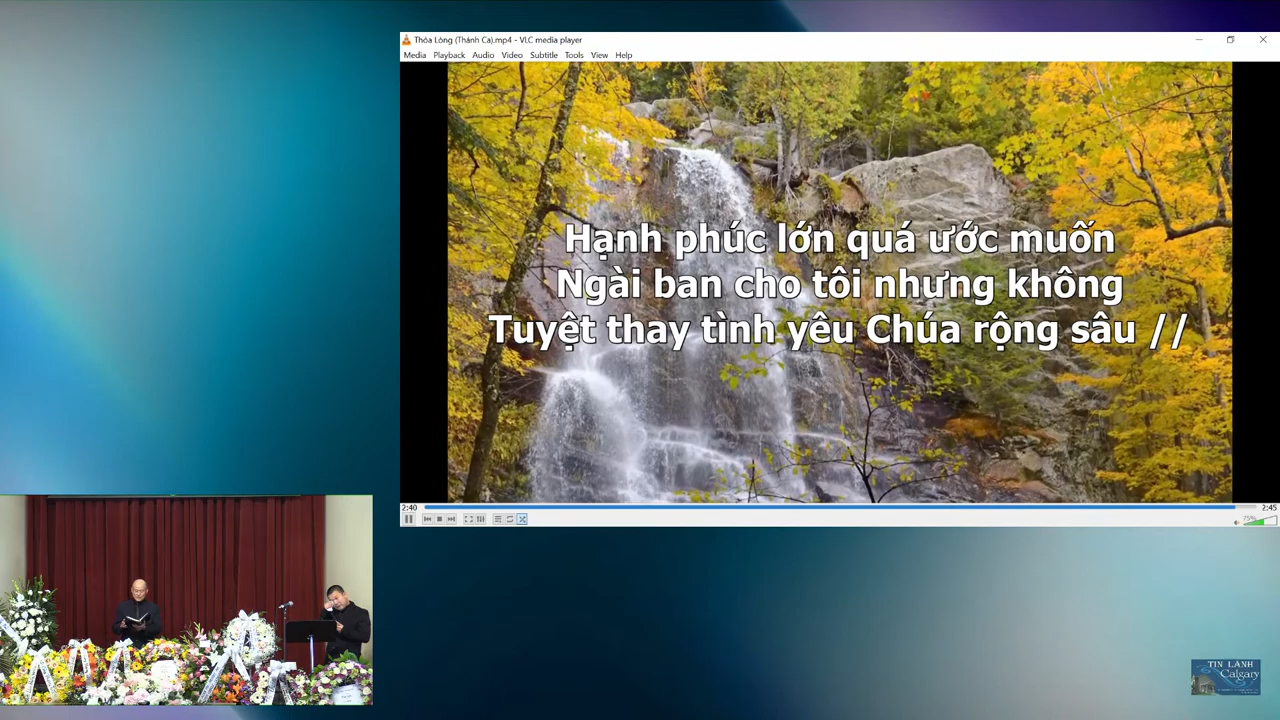 Thỏa Lòng (Thánh Ca).mp4 - VLC media player
Media Playback Audio Video Subtitle Tools View Help
Hạnh phúc lớn quá ước muốn
Ngài ban cho tôi nhưng không
Tuyệt thay tình yêu Chúa rộng sâu //
2:40
2:45
75%
TIN LÀNH
Calgary